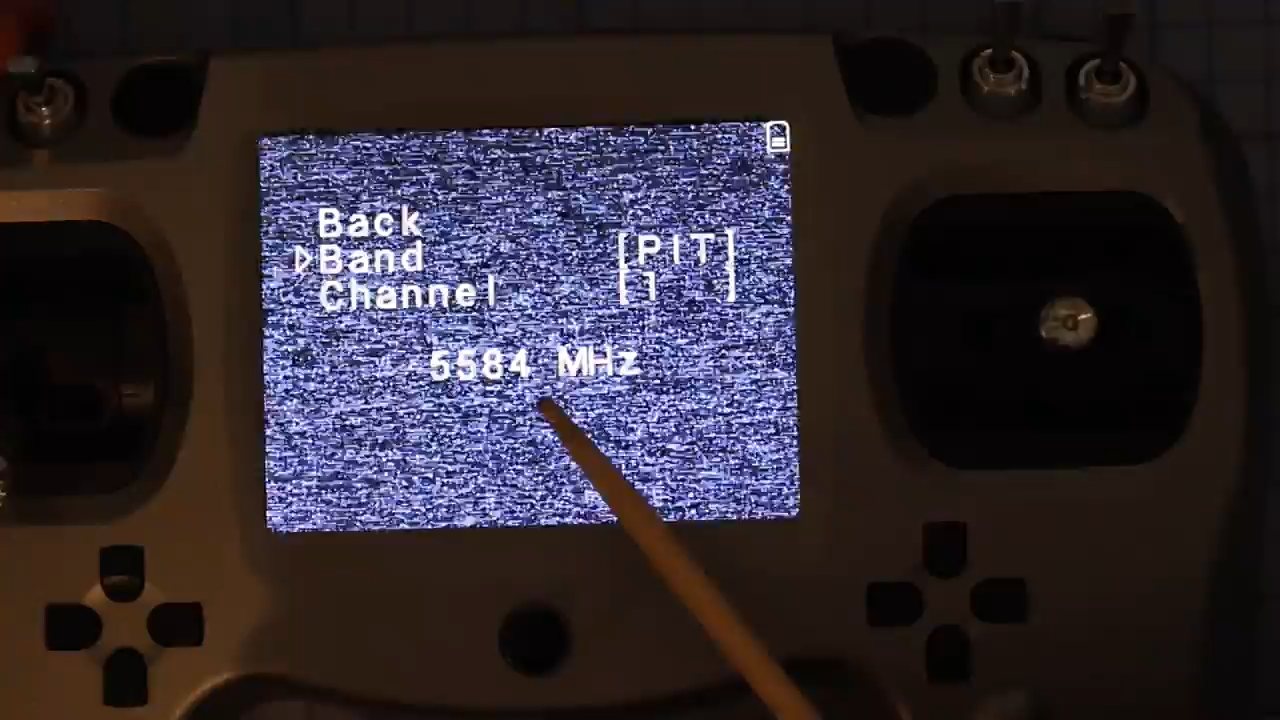 Back
▷Band [PIT]
Channel [1 ]
5584 MHz